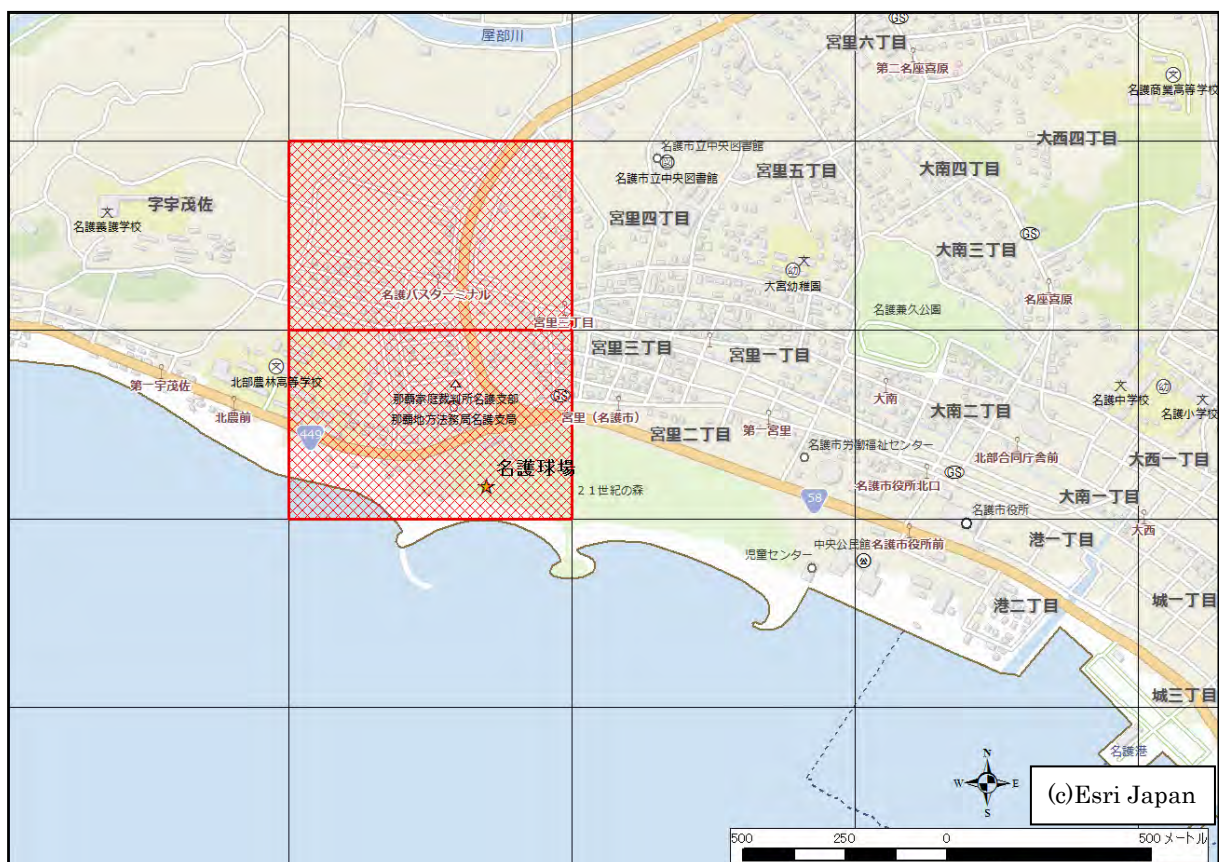 屋部川
GS
宮里六丁目
第二名座喜原
文
名護商業高等学校
大西四丁目
名護市立中央図書館
図
名護市立中央図書館
宮里五丁目
大南四丁目
字宇茂佐
文
名護養護学校
宮里四丁目
GS
大南三丁目
文
幼
大宮幼稚園
名護バスターミナル
名座喜原
名護兼久公園
宮里三丁目
宮里三丁目
宮里一丁目
文
北部農林高等学校
第一宇茂佐
北農前
那覇家庭裁判所名護支部
那覇地方法務局名護支局
GS
宮里(名護市)
宮里二丁目
第一宮里
大南
大南二丁目
文
名護中学校
幼
文
名護小学校
449
名護市労働福祉センター
北部合同庁舎前
大西一丁目
名護球場
21世紀の森
58
GS
名護市役所北口
大南一丁目
名護市役所
大西
港一丁目
児童センター
中央公民館
名護市役所前
公
港二丁目
城一丁目
城三丁目
名護港
N
W
E
S
(c)Esri Japan
500 250 0 500 メートル